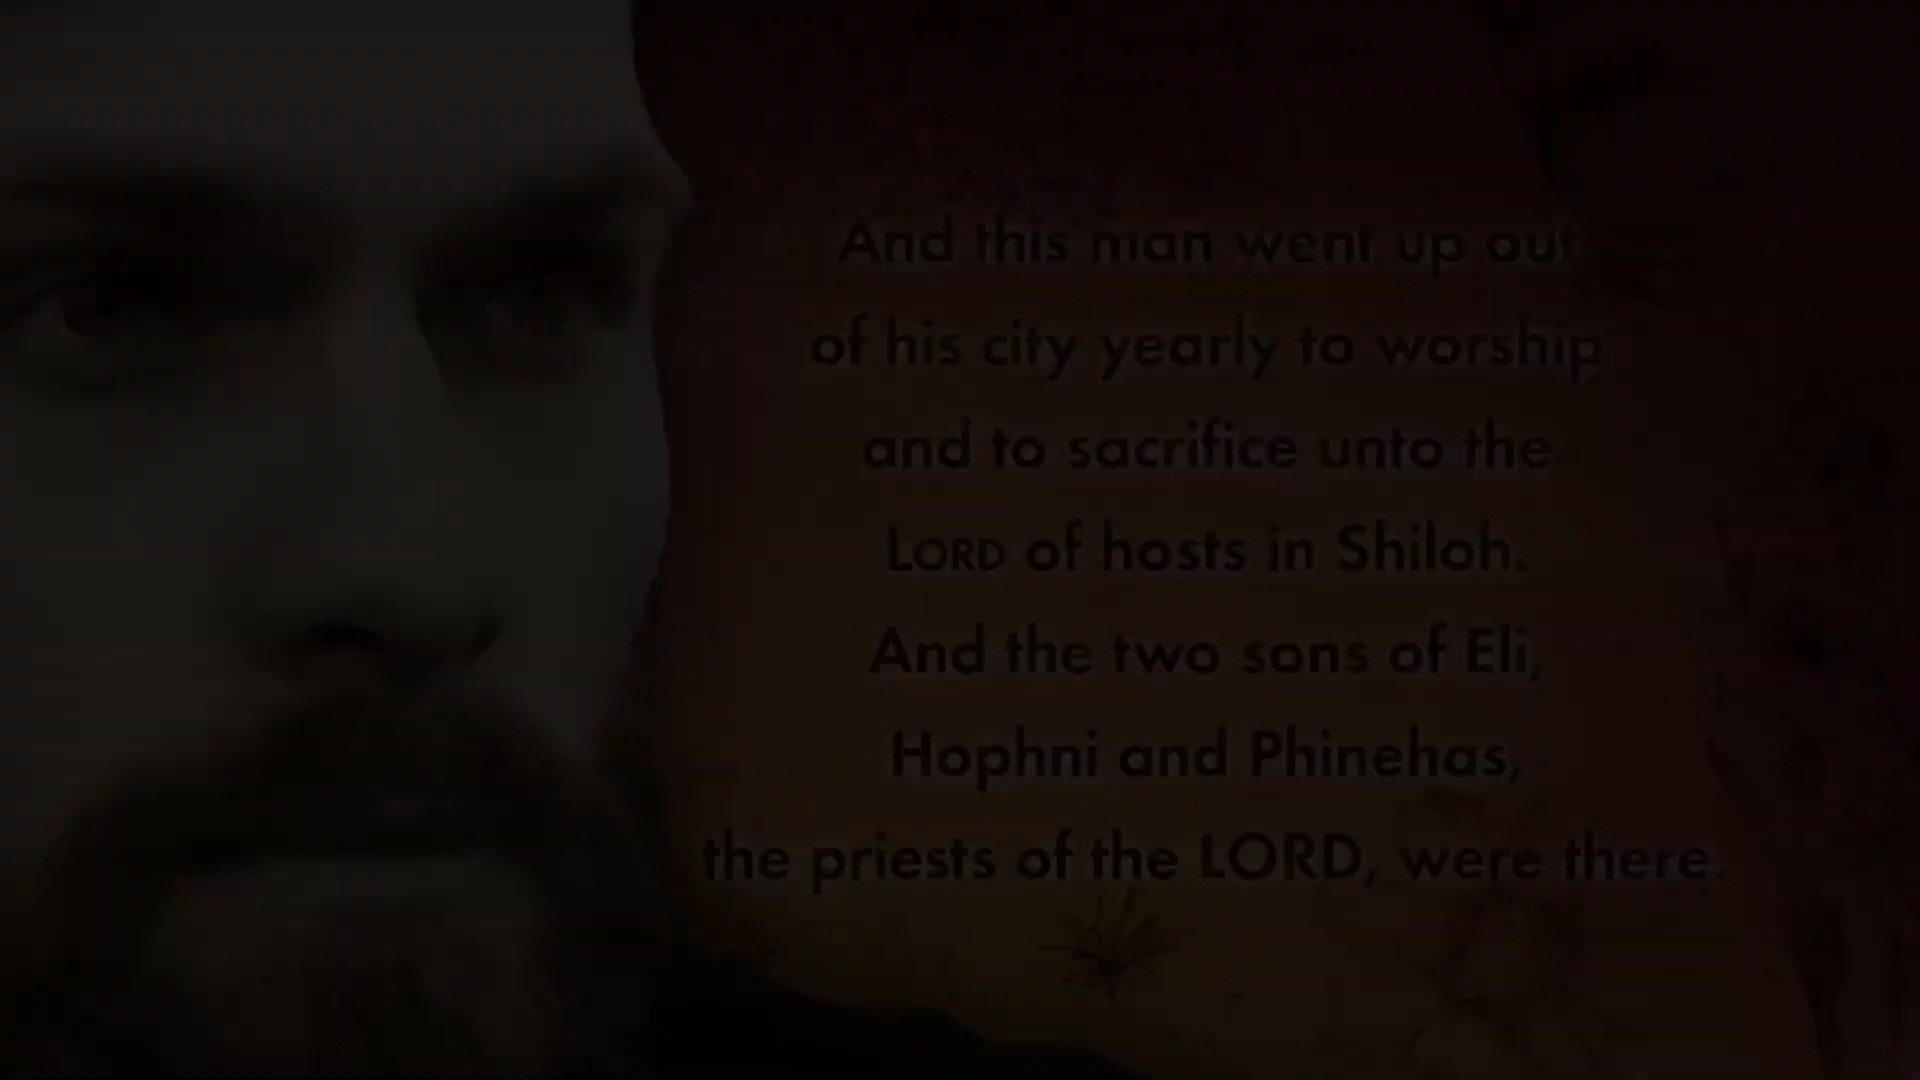 And this man went up out
of his city yearly to worship
and to sacrifice unto the
LORD of hosts in Shiloh.
And the two sons of Eli,
Hophni and Phinehas,
the priests of the LORD, were there.